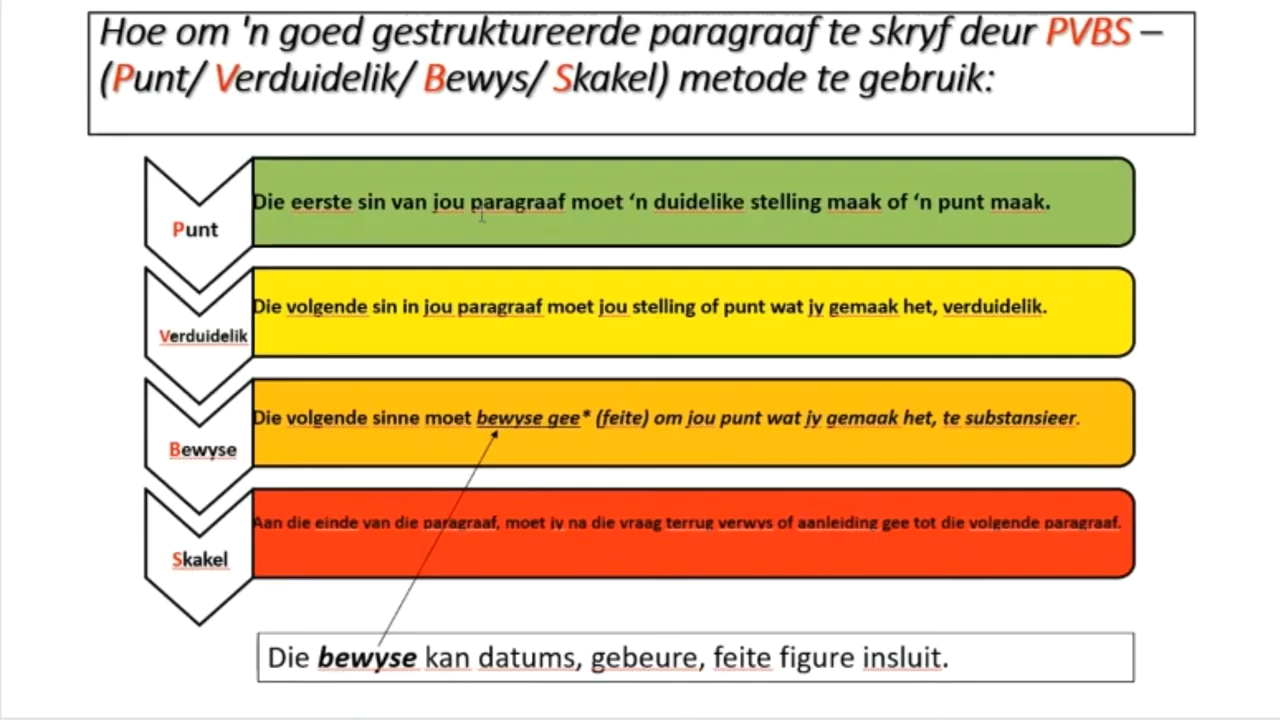 Hoe om 'n goed gestruktureerde paragraaf te skryf deur PVBS –
(Punt/ Verduidelik/ Bewys/ Skakel) metode te gebruik:
Punt
Die eerste sin van jou paragraaf moet ‘n duidelike stelling maak of ‘n punt maak.
Verduidelik
Die volgende sin in jou paragraaf moet jou stelling of punt wat jy gemaak het, verduidelik.
Bewyse
Die volgende sinne moet bewyse gee* (feite) om jou punt wat jy gemaak het, te substansieer.
Skakel
Aan die einde van die paragraaf, moet jy na die vraag terrug verwys of aanleiding gee tot die volgende paragraaf.
Die bewyse kan datums, gebeure, feite figure insluit.